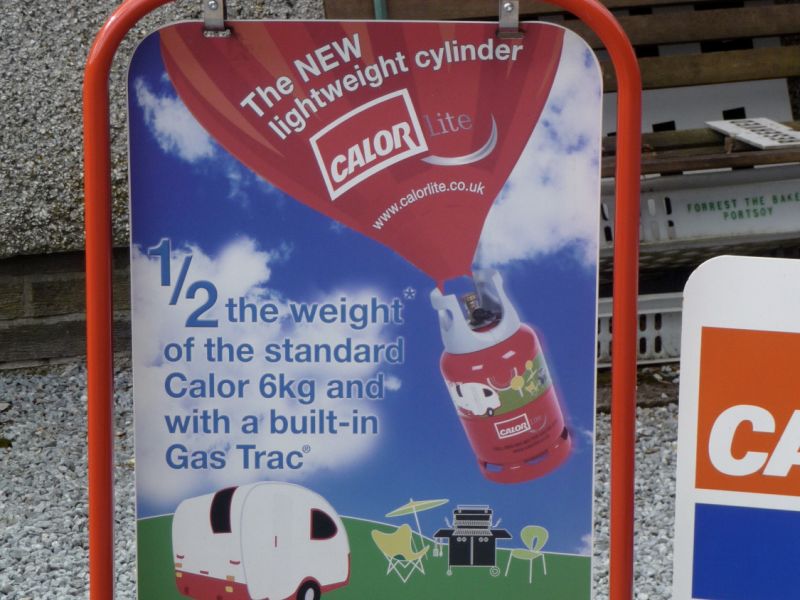 The NEW
lightweight cylinder
CALOR lite
www.calorlite.co.uk
1/2 the weight*
of the standard
Calor 6kg and
with a built-in
Gas Trac®
CALOR lite
FORREST THE BAKE
PORTSOY
CA